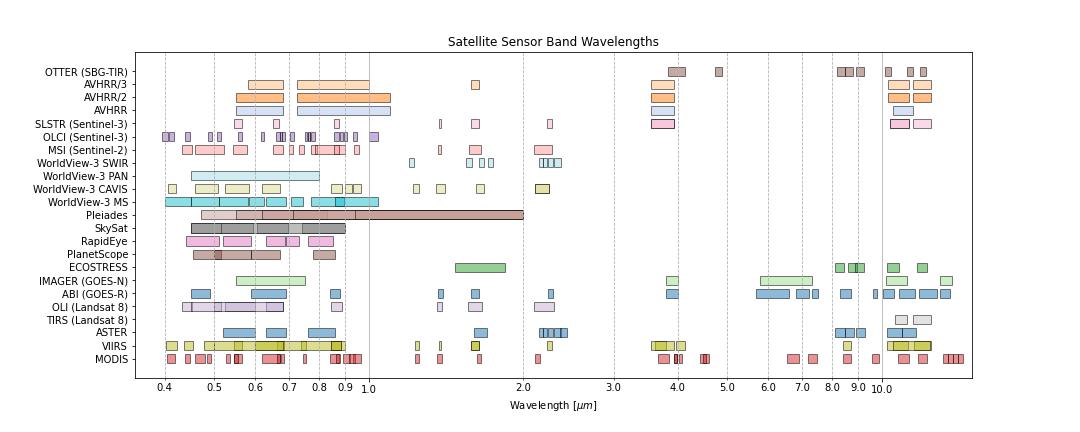 Satellite Sensor Band Wavelengths
OTTER (SBG-TIR)
AVHRR/3
AVHRR/2
AVHRR
SLSTR (Sentinel-3)
OLCI (Sentinel-3)
MSI (Sentinel-2)
WorldView-3 SWIR
WorldView-3 PAN
WorldView-3 CAVIS
WorldView-3 MS
Pleiades
SkySat
RapidEye
PlanetScope
ECOSTRESS
IMAGER (GOES-N)
ABI (GOES-R)
OLI (Landsat 8)
TIRS (Landsat 8)
ASTER
VIIRS
MODIS
0.4 0.5 0.6 0.7 0.8 0.9 1.0 2.0 3.0 4.0 5.0 6.0 7.0 8.0 9.0 10.0
Wavelength [μm]